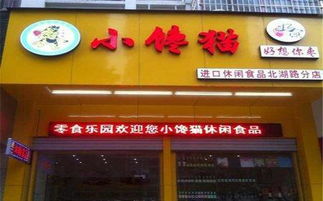 小馋猫
好想你枣
进口休闲食品北湖路分店
零食乐园欢迎您小馋猫休闲食品